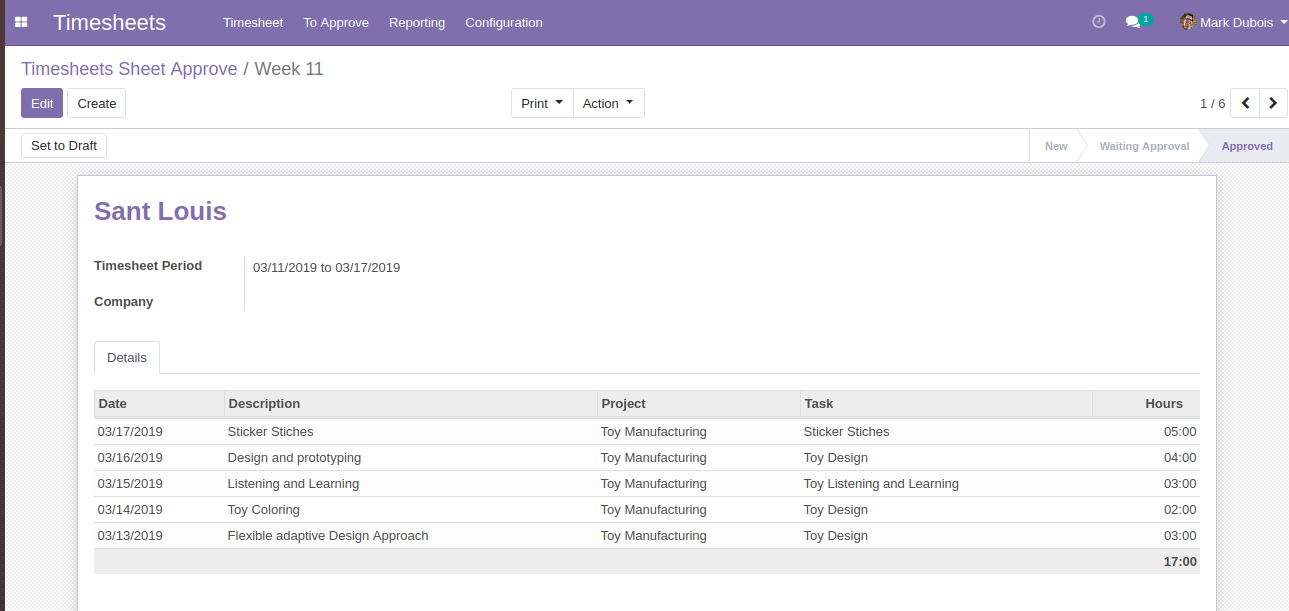 Timesheets Timesheet To Approve Reporting Configuration 1 Mark Dubois
Timesheets Sheet Approve / Week 11
Edit Create Print Action 1 / 6
Set to Draft New Waiting Approval Approved
Sant Louis
Timesheet Period 03/11/2019 to 03/17/2019
Company
Details
Date Description Project Task Hours
03/17/2019 Sticker Stiches Toy Manufacturing Sticker Stiches 05:00
03/16/2019 Design and prototyping Toy Manufacturing Toy Design 04:00
03/15/2019 Listening and Learning Toy Manufacturing Toy Listening and Learning 03:00
03/14/2019 Toy Coloring Toy Manufacturing Toy Design 02:00
03/13/2019 Flexible adaptive Design Approach Toy Manufacturing Toy Design 03:00
17:00